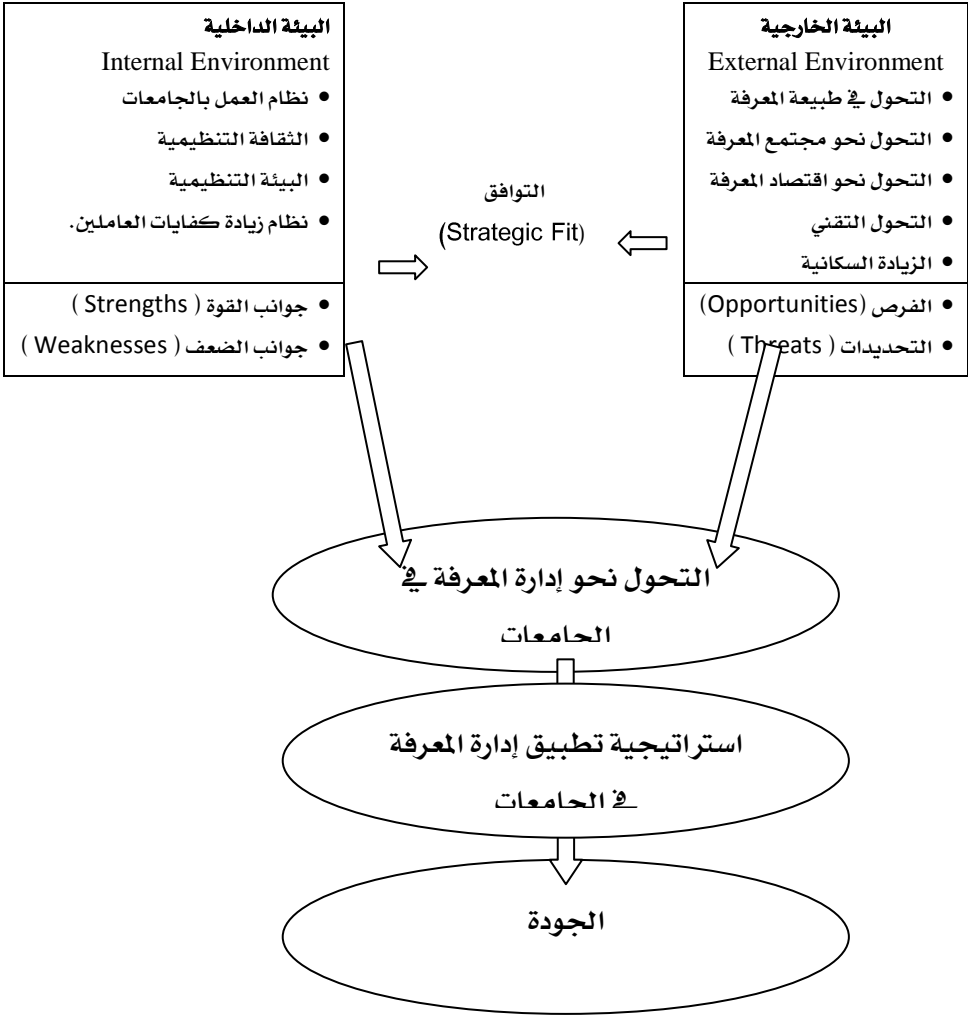 البيئة الخارجية
External Environment
• التحول في طبيعة المعرفة
• التحول نحو مجتمع المعرفة
• التحول نحو اقتصاد المعرفة
• التحول التقني
• الزيادة السكانية
• الفرص (Opportunities)
• التحديدات ( Threats )
التوافق
(Strategic Fit)
البيئة الداخلية
Internal Environment
• نظام العمل بالجامعات
• الثقافة التنظيمية
• البيئة التنظيمية
• نظام زيادة كفايات العاملين.
• جوانب القوة ( Strengths )
• جوانب الضعف ( Weaknesses )
التحول نحو إدارة المعرفة في
الجامعات
استراتيجية تطبيق إدارة المعرفة
في الجامعات
الجودة